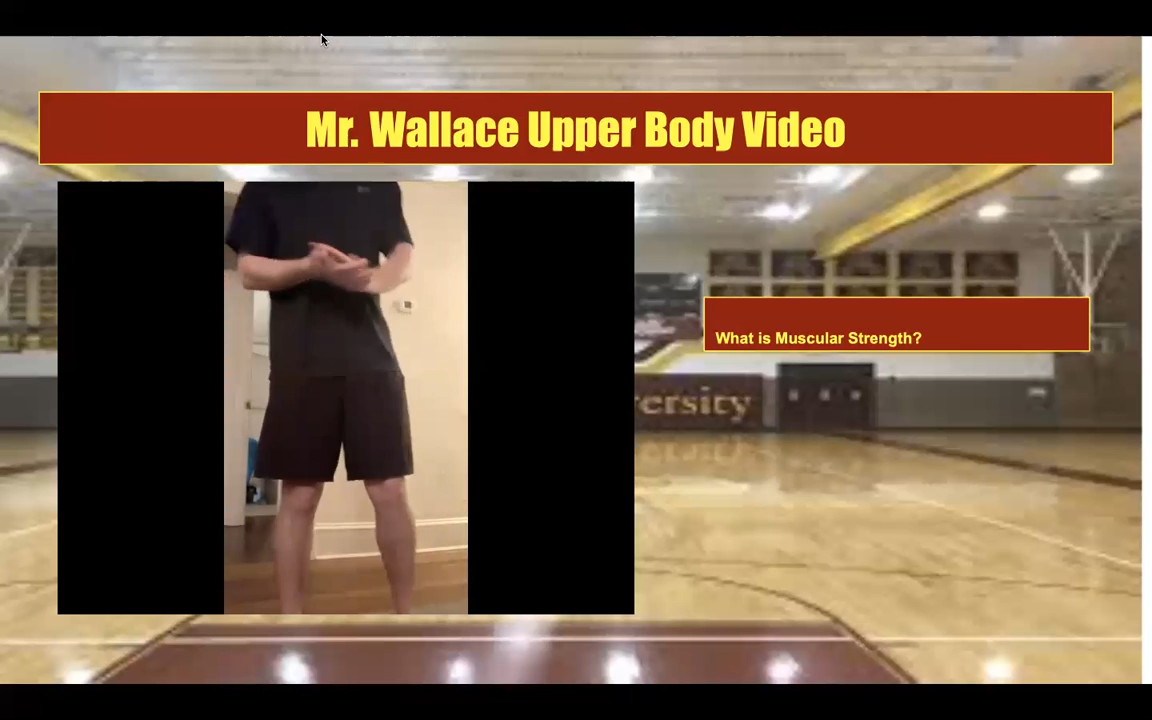 Mr. Wallace Upper Body Video
What is Muscular Strength?
ersity